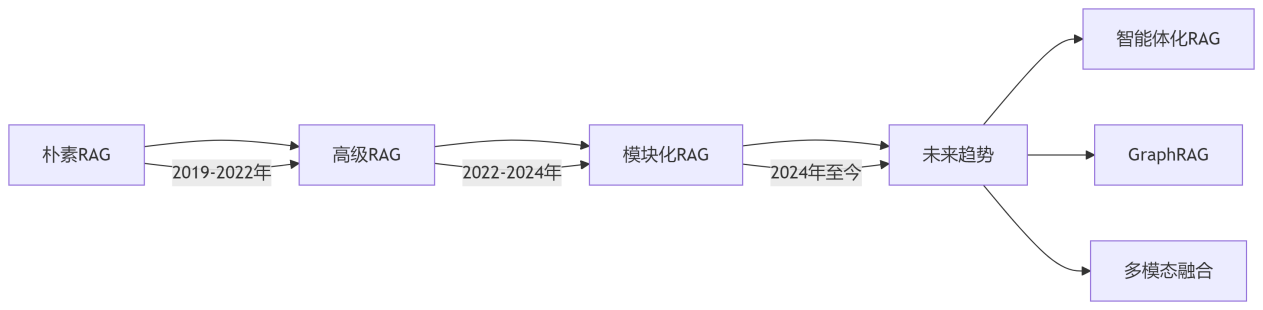 朴素RAG
2019-2022年
高级RAG
2022-2024年
模块化RAG
2024年至今
未来趋势
智能体化RAG
GraphRAG
多模态融合